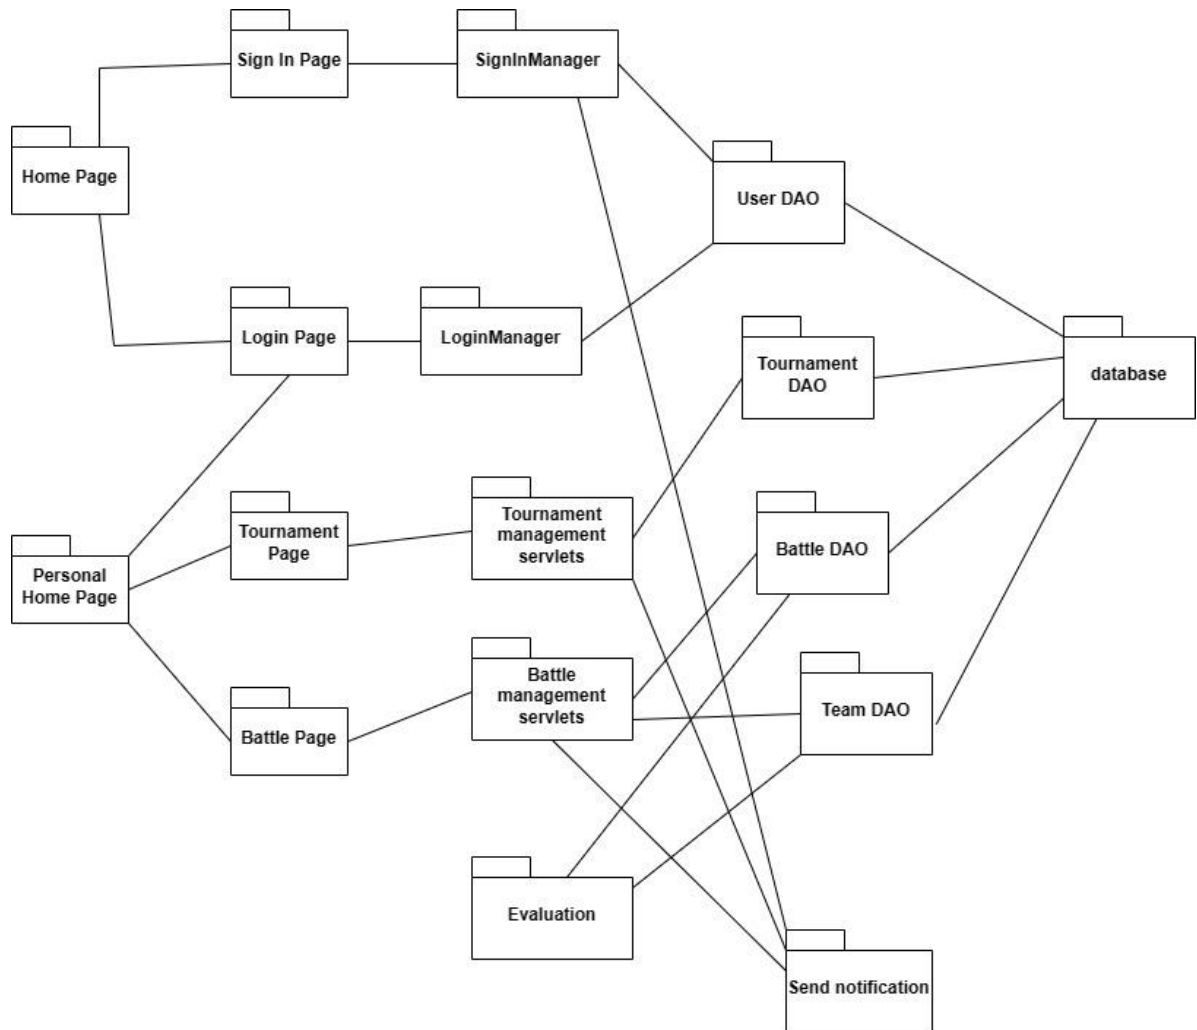 Sign In Page
SignInManager
Home Page
User DAO
Login Page
LoginManager
Tournament
DAO
database
Tournament
Page
Tournament
management
servlets
Battle DAO
Personal
Home Page
Battle Page
Battle
management
servlets
Team DAO
Evaluation
Send notification